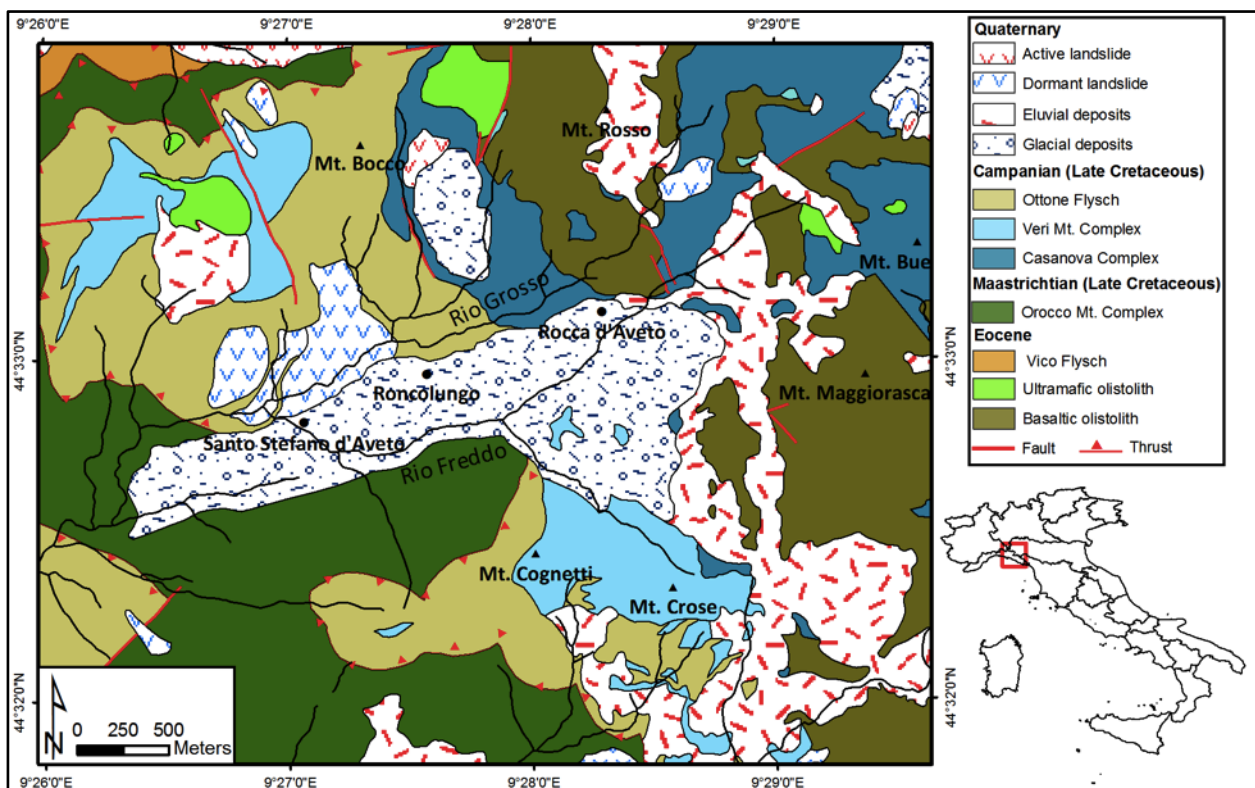 9°26'0"E 9°27'0"E 9°28'0"E 9°29'0"E
Mt. Rosso
Mt. Bocco
Mt. Bue
Rio Grosso
Rocca d'Aveto
44°33'0"N
44°33'0"N
Roncolungo
Mt. Maggiorasca
Santo Stefano d'Aveto
Rio Freddo
Mt. Cognetti
Mt. Crose
44°32'0"N
44°32'0"N
N
0 250 500
Meters
9°26'0"E 9°27'0"E 9°28'0"E 9°29'0"E
Quaternary
Active landslide
Dormant landslide
Eluvial deposits
Glacial deposits
Campanian (Late Cretaceous)
Ottone Flysch
Veri Mt. Complex
Casanova Complex
Maastrichtian (Late Cretaceous)
Orocco Mt. Complex
Eocene
Vico Flysch
Ultramafic olistolith
Basaltic olistolith
Fault Thrust